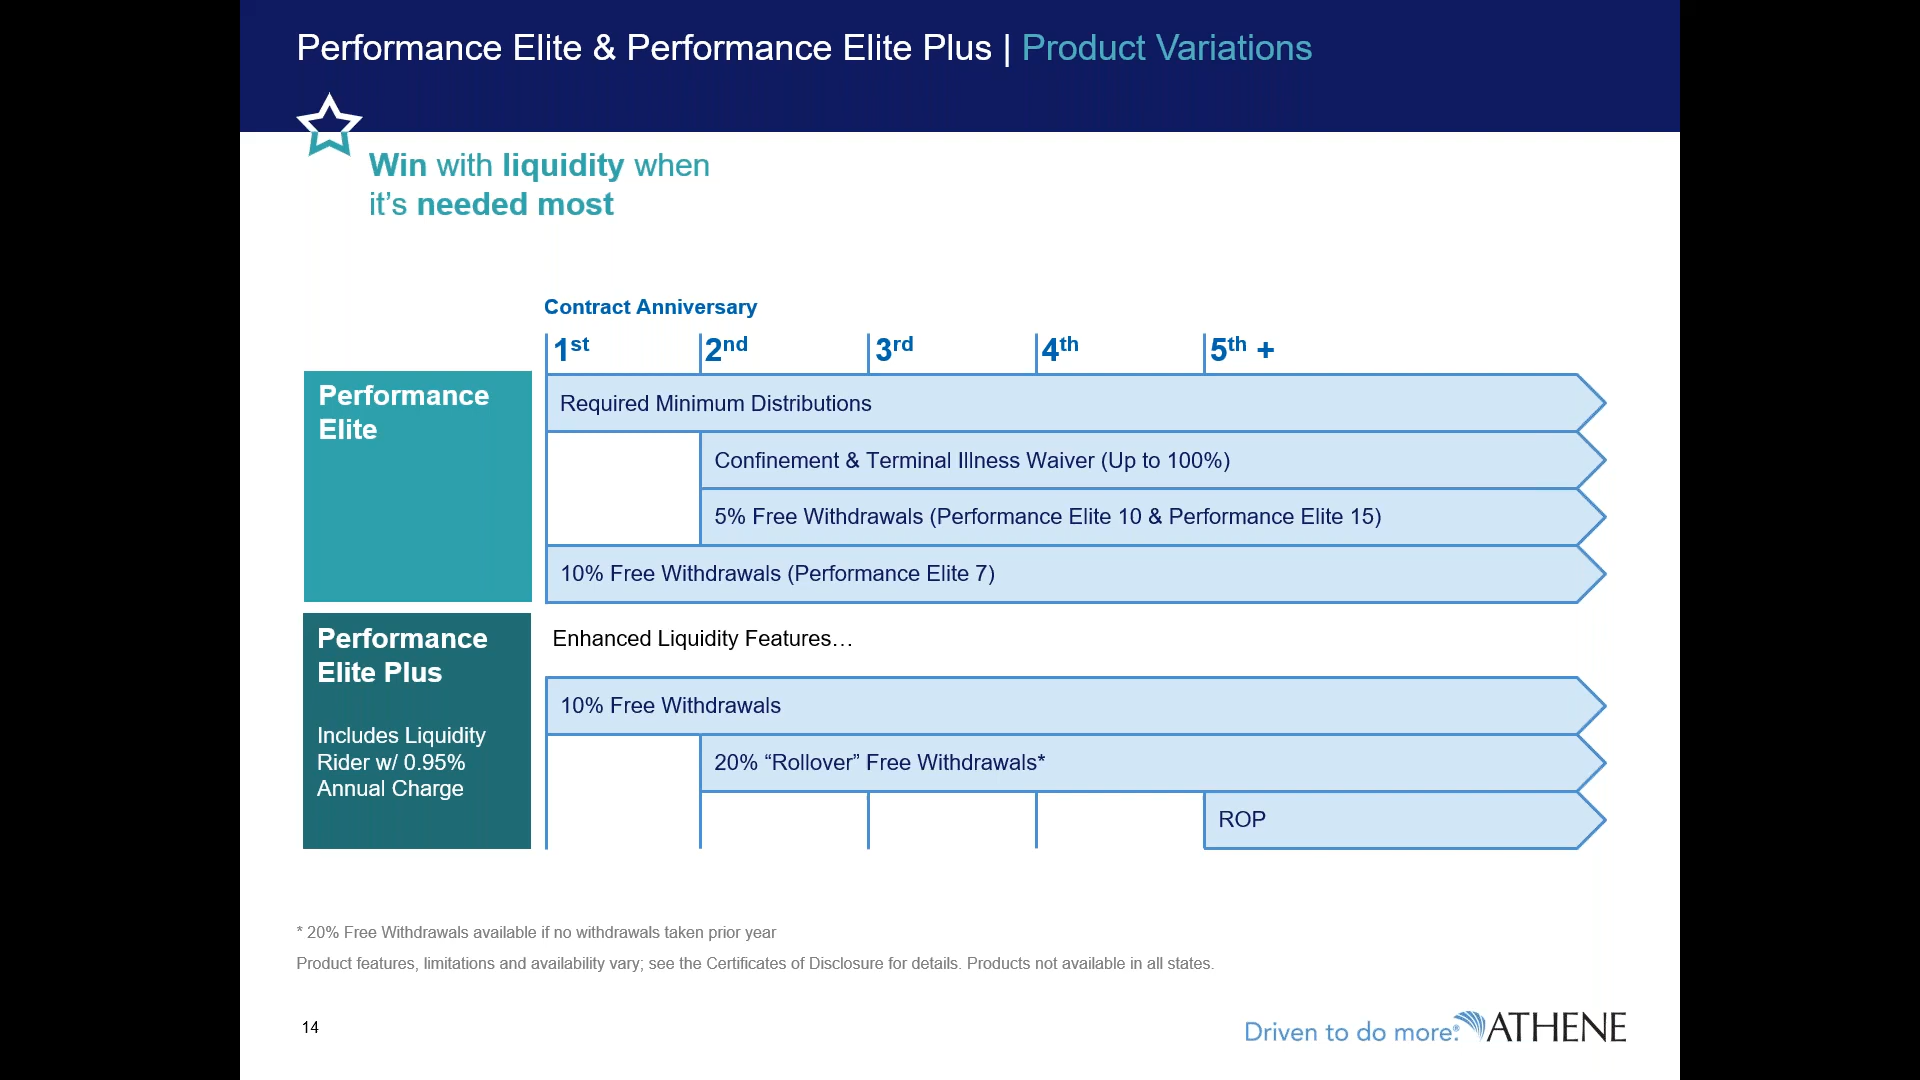 Performance Elite & Performance Elite Plus | Product Variations
Win with liquidity when
it’s needed most
Contract Anniversary
1st 2nd 3rd 4th 5th +
Performance
Elite
Required Minimum Distributions
Confinement & Terminal Illness Waiver (Up to 100%)
5% Free Withdrawals (Performance Elite 10 & Performance Elite 15)
10% Free Withdrawals (Performance Elite 7)
Performance
Elite Plus
Includes Liquidity
Rider w/ 0.95%
Annual Charge
Enhanced Liquidity Features…
10% Free Withdrawals
20% “Rollover” Free Withdrawals*
ROP
* 20% Free Withdrawals available if no withdrawals taken prior year
Product features, limitations and availability vary; see the Certificates of Disclosure for details. Products not available in all states.
14
Driven to do more.® ATHENE